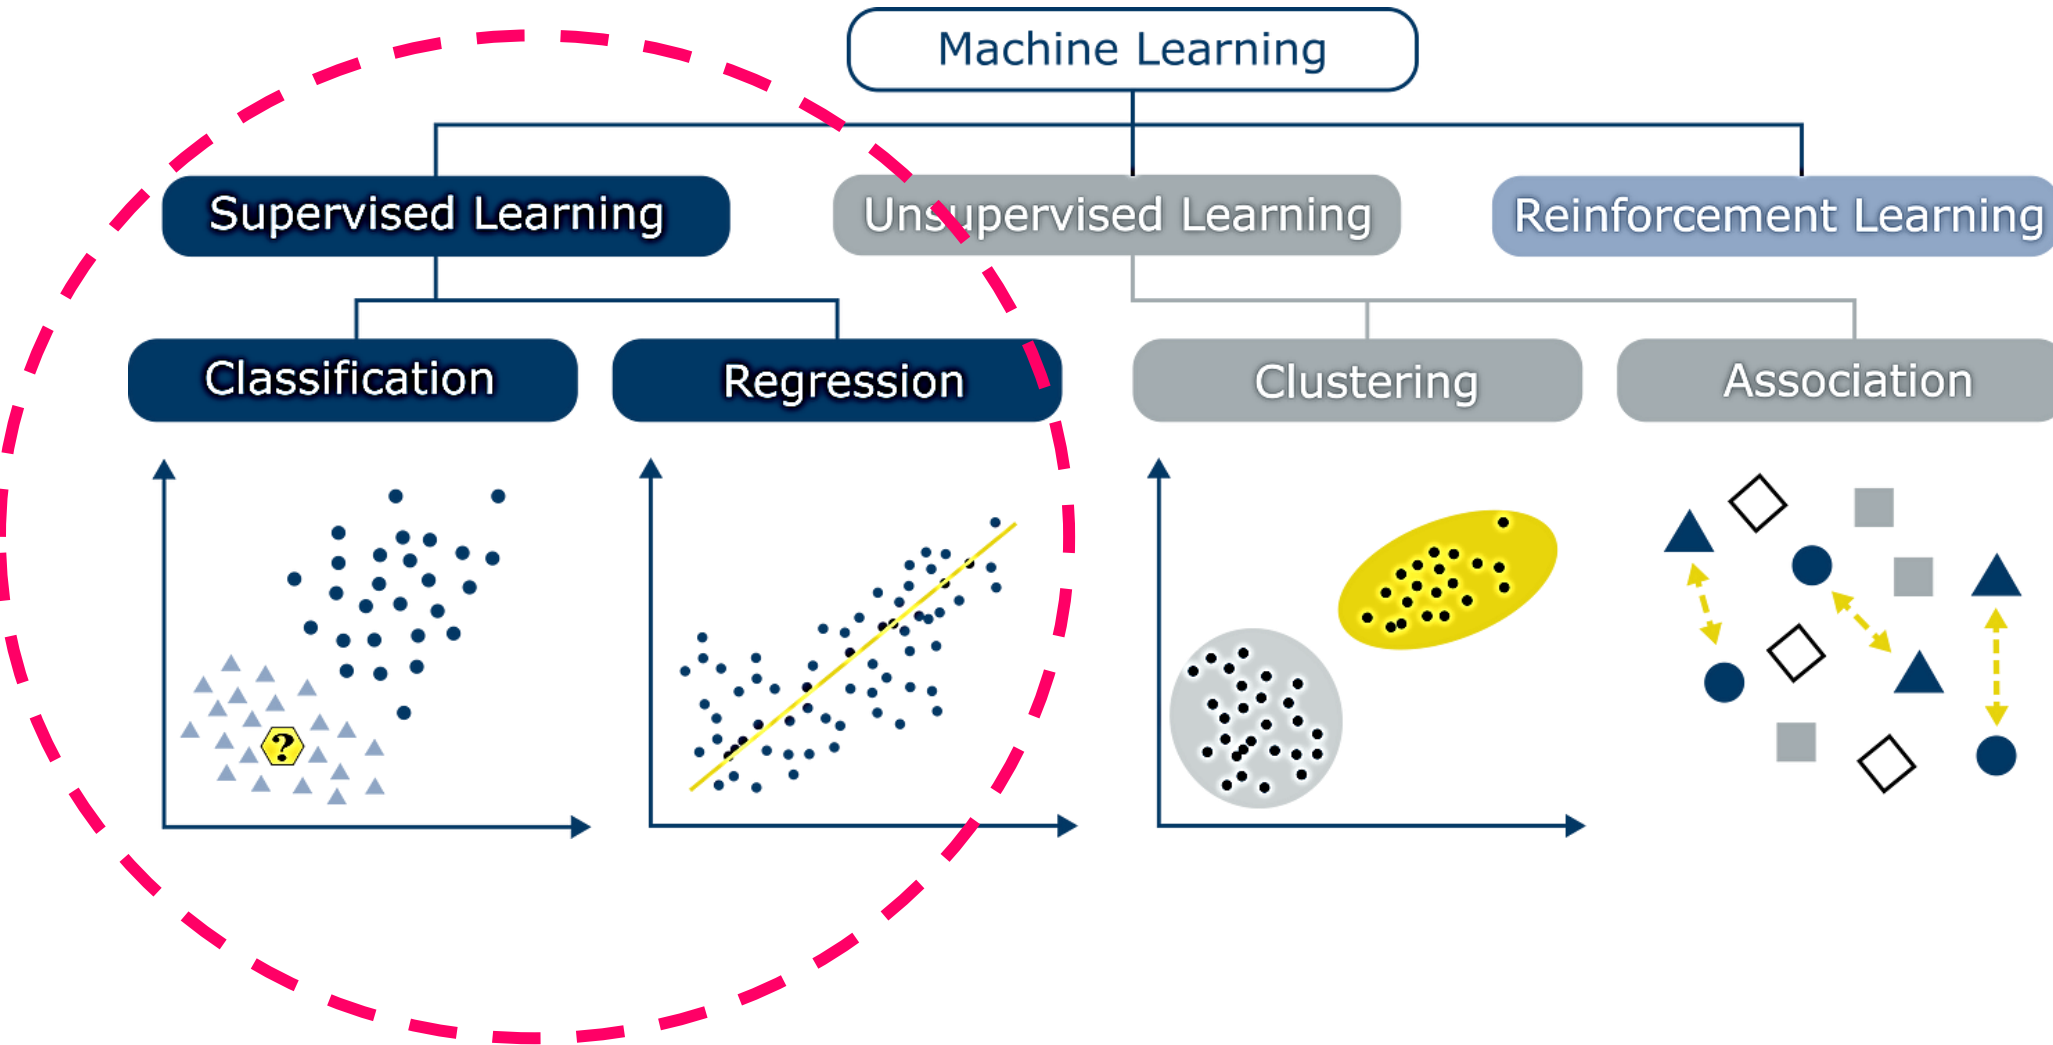 Machine Learning
Supervised Learning
Unsupervised Learning
Reinforcement Learning
Classification
Regression
Clustering
Association
?